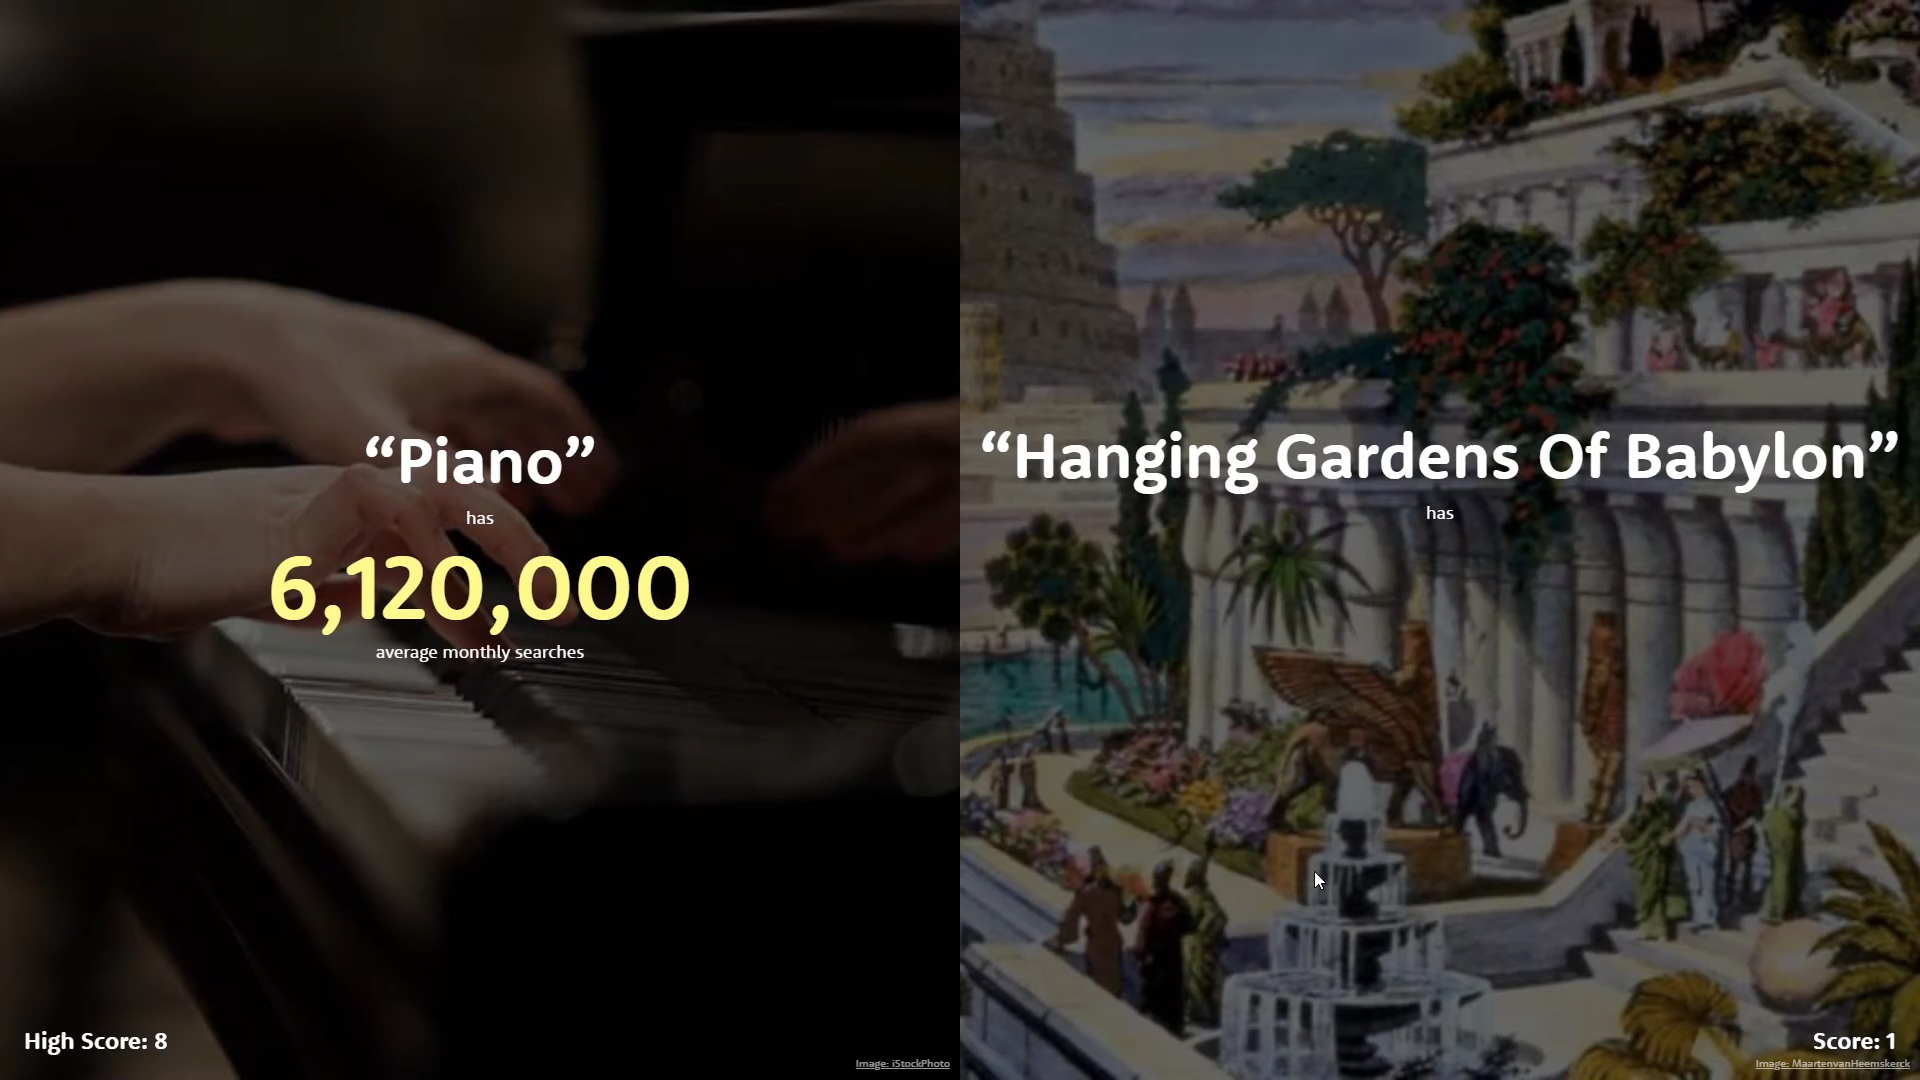 “Piano”
has
6,120,000
average monthly searches
High Score: 8
Image: iStockPhoto
“Hanging Gardens Of Babylon”
has
Score: 1
Image: MaartenvanHeemskerck